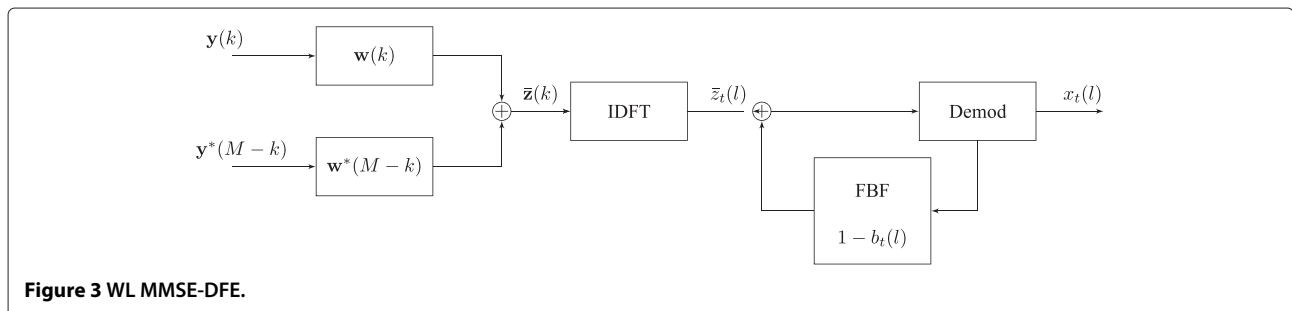 y(k)
w(k)
z̄(k)
IDFT
z̄_t(l)
Demod
x_t(l)
y*(M − k)
w*(M − k)
FBF
1 − b_t(l)
Figure 3 WL MMSE-DFE.